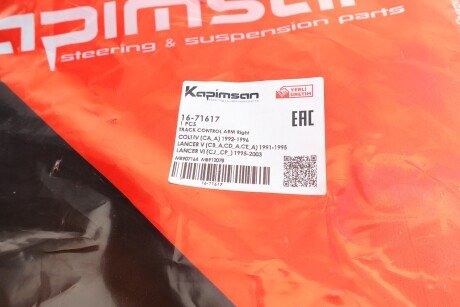 Kapimsan
steering & suspension parts
Kapimsan
YERLİ
ÜRETİM
16-71617
1 PCS
TRACK CONTROL ARM Right
COLT IV (CA_A) 1992-1996
LANCER V (CB_A,CD_A,CE_A) 1991-1995
LANCER VI (CJ_,CP_) 1995-2003
EAC
16-71617